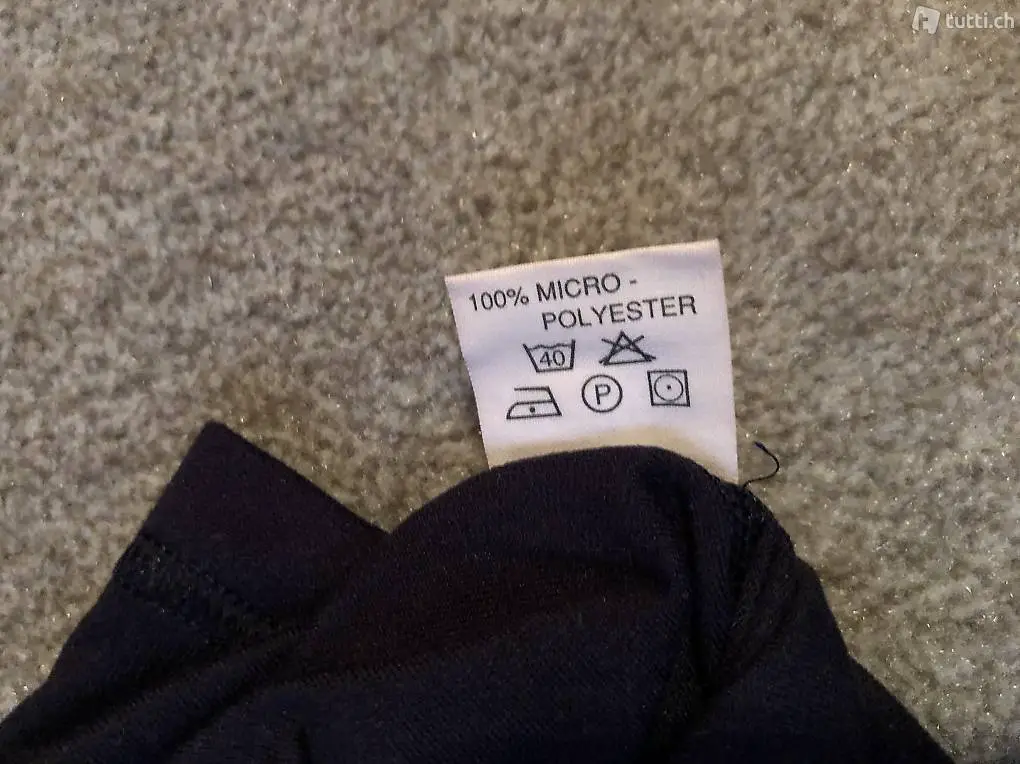 tutti.ch
100% MICRO -
POLYESTER
40
P